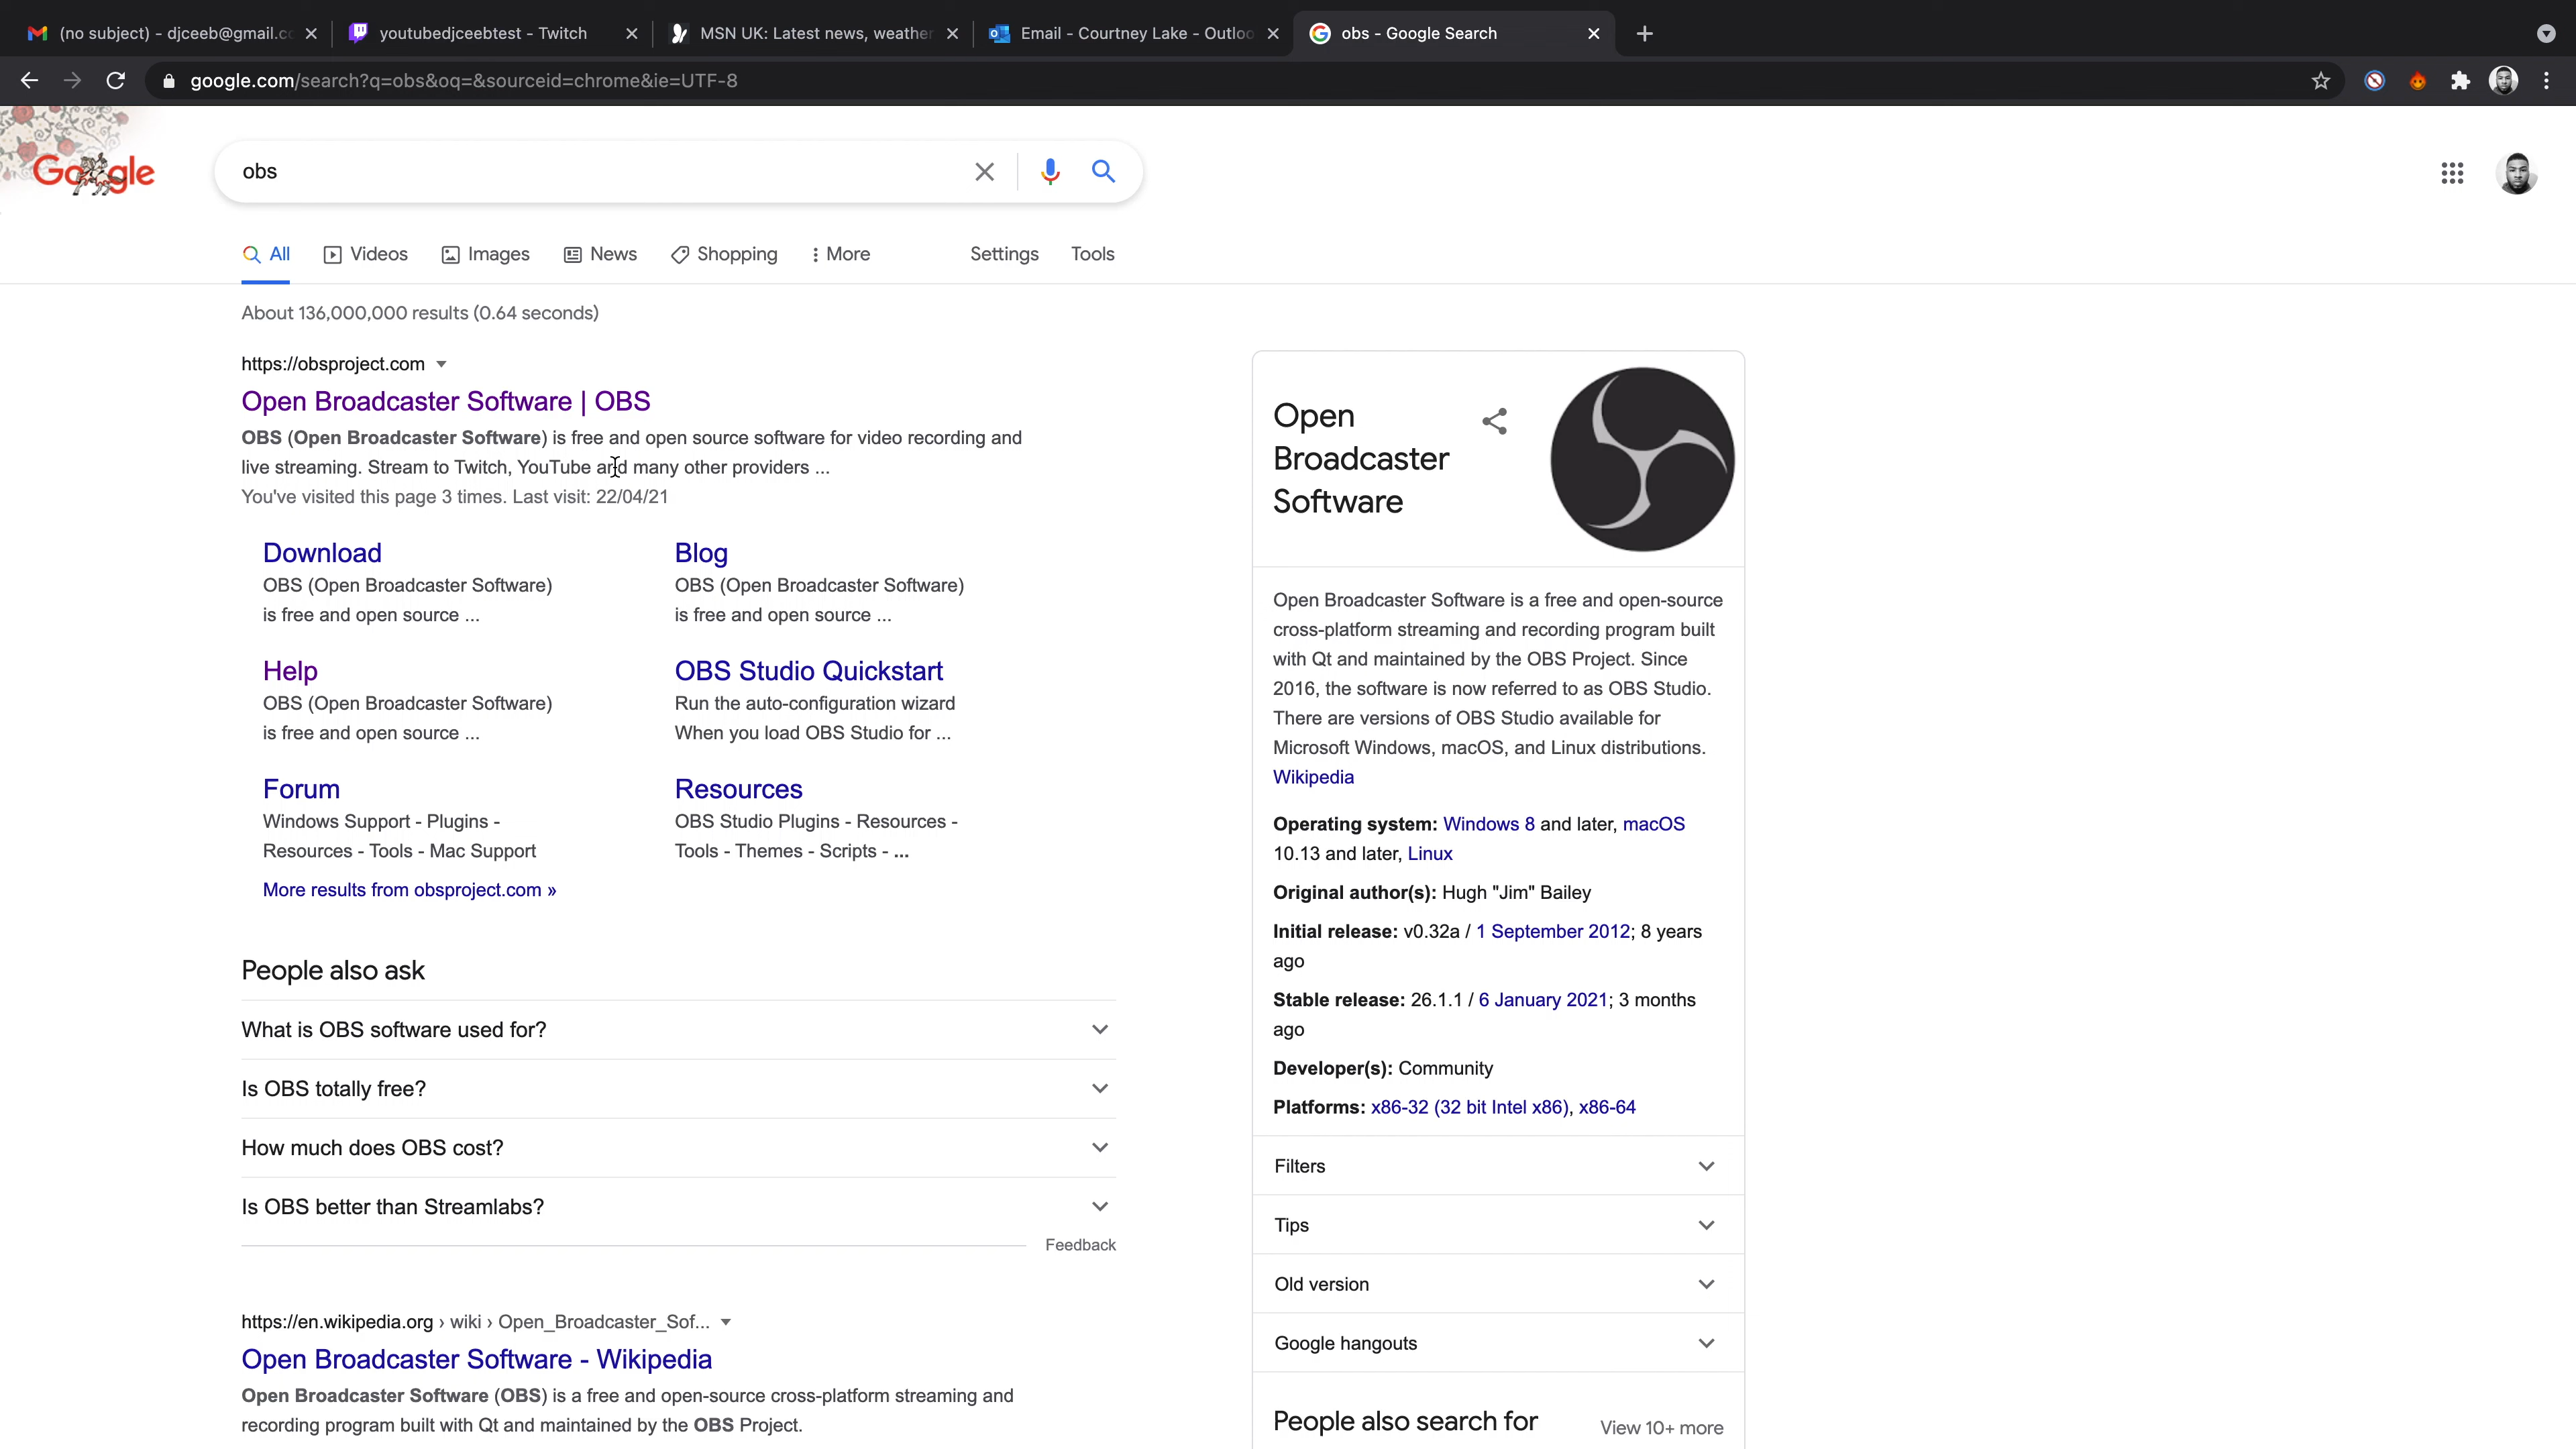 (no subject) - djceeb@gmail.cc
youtubedjceebtest - Twitch
MSN UK: Latest news, weather
Email - Courtney Lake - Outloo
obs - Google Search
google.com/search?q=obs&oq=&sourceid=chrome&ie=UTF-8
Google
obs
All
Videos
Images
News
Shopping
More
Settings
Tools
About 136,000,000 results (0.64 seconds)
https://obsproject.com
Open Broadcaster Software | OBS
OBS (Open Broadcaster Software) is free and open source software for video recording and
live streaming. Stream to Twitch, YouTube and many other providers ...
You've visited this page 3 times. Last visit: 22/04/21
Download
OBS (Open Broadcaster Software)
is free and open source ...
Blog
OBS (Open Broadcaster Software)
is free and open source ...
Help
OBS (Open Broadcaster Software)
is free and open source ...
OBS Studio Quickstart
Run the auto-configuration wizard
When you load OBS Studio for ...
Forum
Windows Support - Plugins -
Resources - Tools - Mac Support
Resources
OBS Studio Plugins - Resources -
Tools - Themes - Scripts - ...
More results from obsproject.com »
People also ask
What is OBS software used for?
Is OBS totally free?
How much does OBS cost?
Is OBS better than Streamlabs?
Feedback
https://en.wikipedia.org › wiki › Open_Broadcaster_Sof...
Open Broadcaster Software - Wikipedia
Open Broadcaster Software (OBS) is a free and open-source cross-platform streaming and
recording program built with Qt and maintained by the OBS Project.
Open
Broadcaster
Software
Open Broadcaster Software is a free and open-source
cross-platform streaming and recording program built
with Qt and maintained by the OBS Project. Since
2016, the software is now referred to as OBS Studio.
There are versions of OBS Studio available for
Microsoft Windows, macOS, and Linux distributions.
Wikipedia
Operating system: Windows 8 and later, macOS
10.13 and later, Linux
Original author(s): Hugh "Jim" Bailey
Initial release: v0.32a / 1 September 2012; 8 years
ago
Stable release: 26.1.1 / 6 January 2021; 3 months
ago
Developer(s): Community
Platforms: x86-32 (32 bit Intel x86), x86-64
Filters
Tips
Old version
Google hangouts
People also search for
View 10+ more